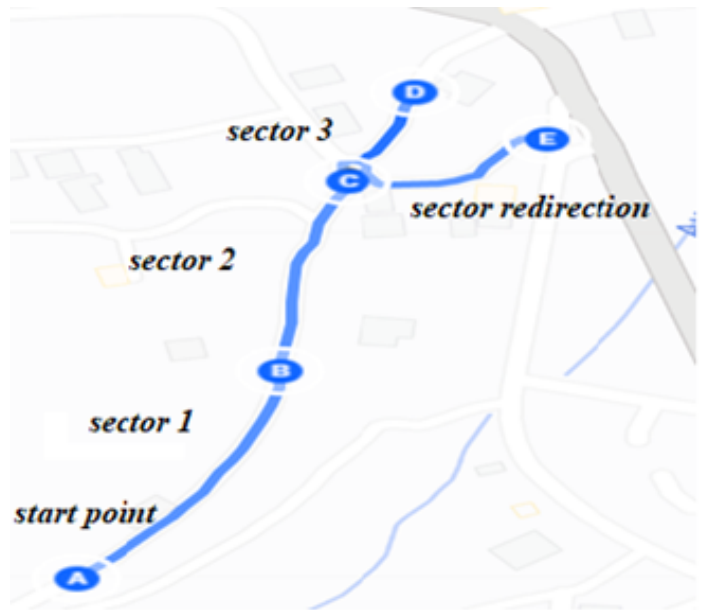 D
E
sector 3
C
sector redirection
sector 2
B
sector 1
start point
A